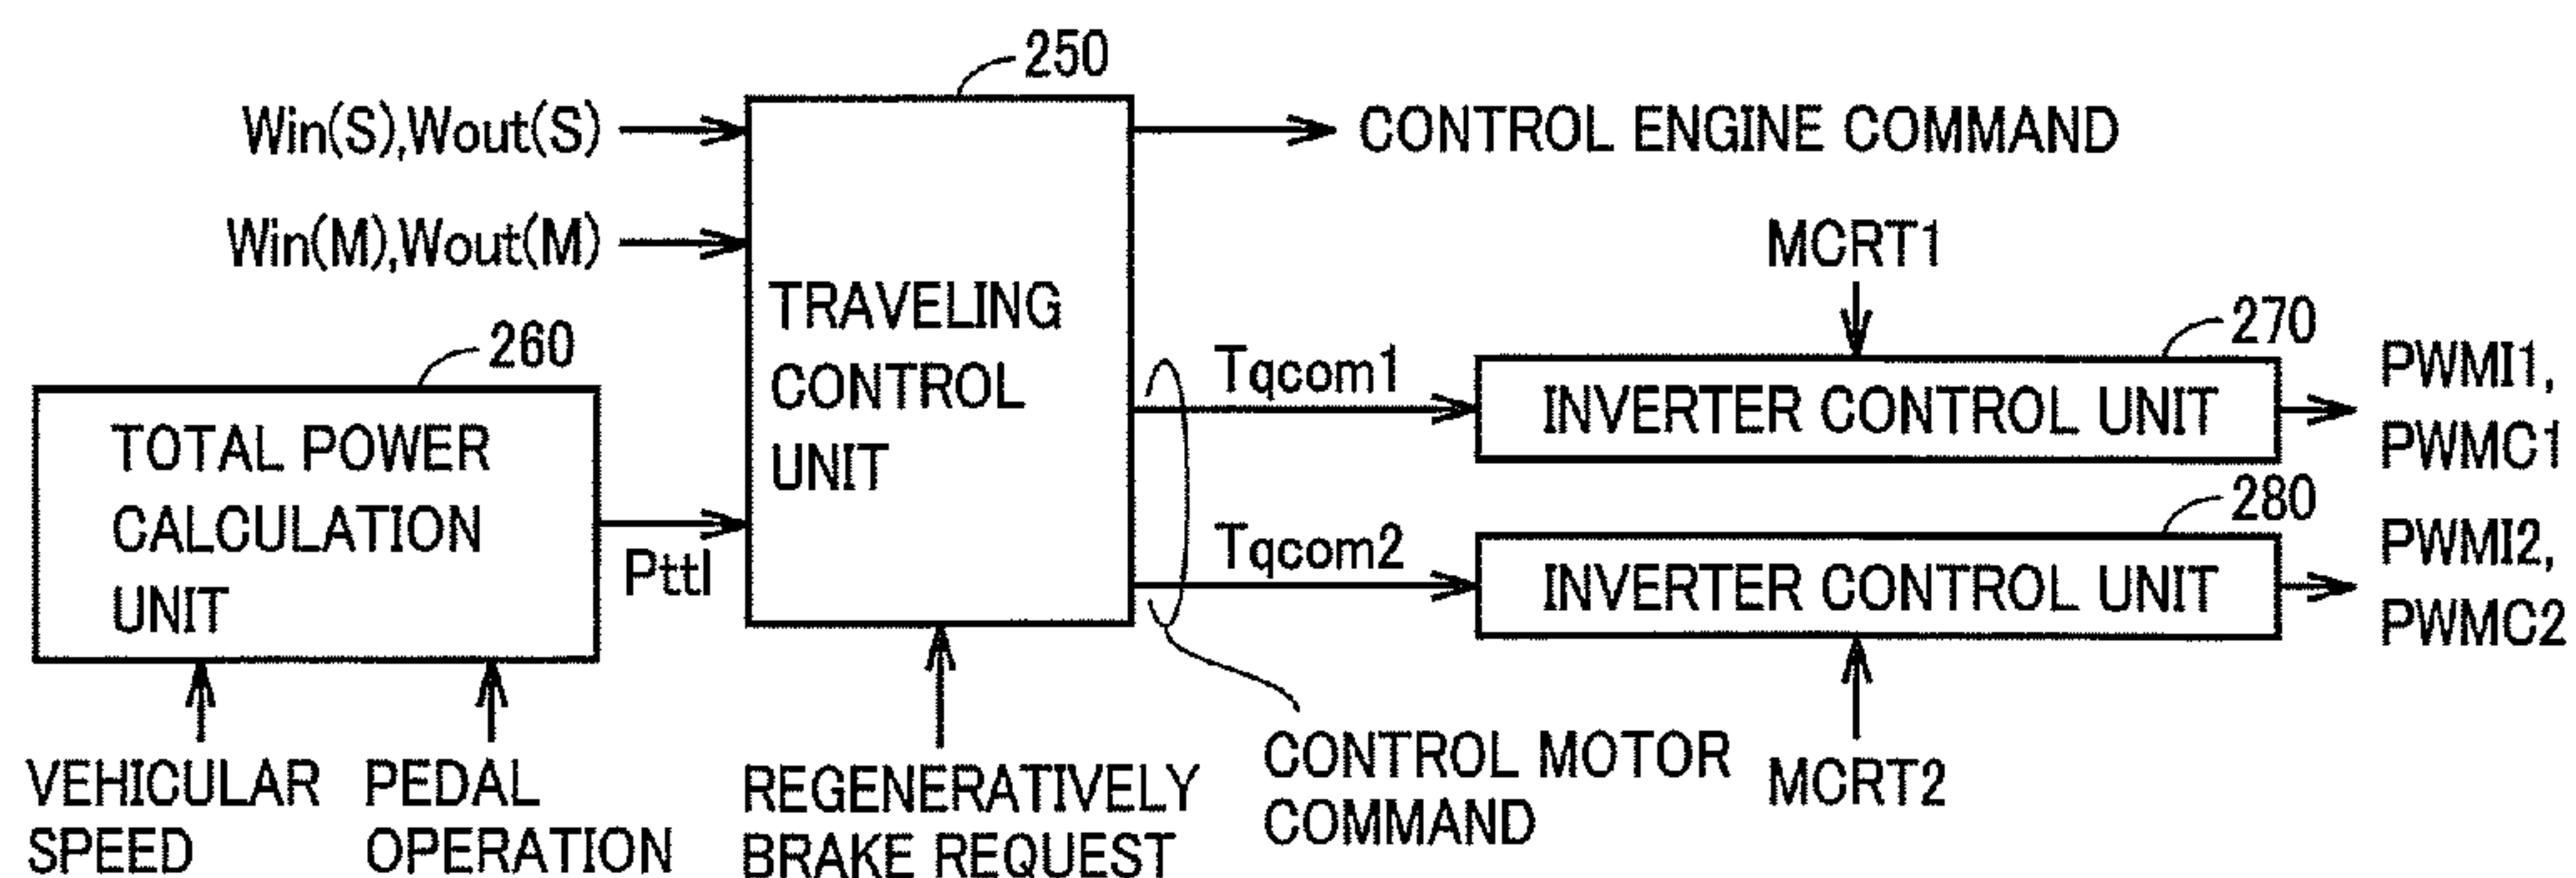 250
Win(S),Wout(S)
CONTROL ENGINE COMMAND
Win(M),Wout(M)
MCRT1
TRAVELING
CONTROL
UNIT
260
TOTAL POWER
CALCULATION
UNIT
Pttl
Tqcom1
270
INVERTER CONTROL UNIT
PWMI1,
PWMC1
Tqcom2
280
INVERTER CONTROL UNIT
PWMI2,
PWMC2
VEHICULAR
SPEED
PEDAL
OPERATION
REGENERATIVELY
BRAKE REQUEST
CONTROL MOTOR
COMMAND
MCRT2